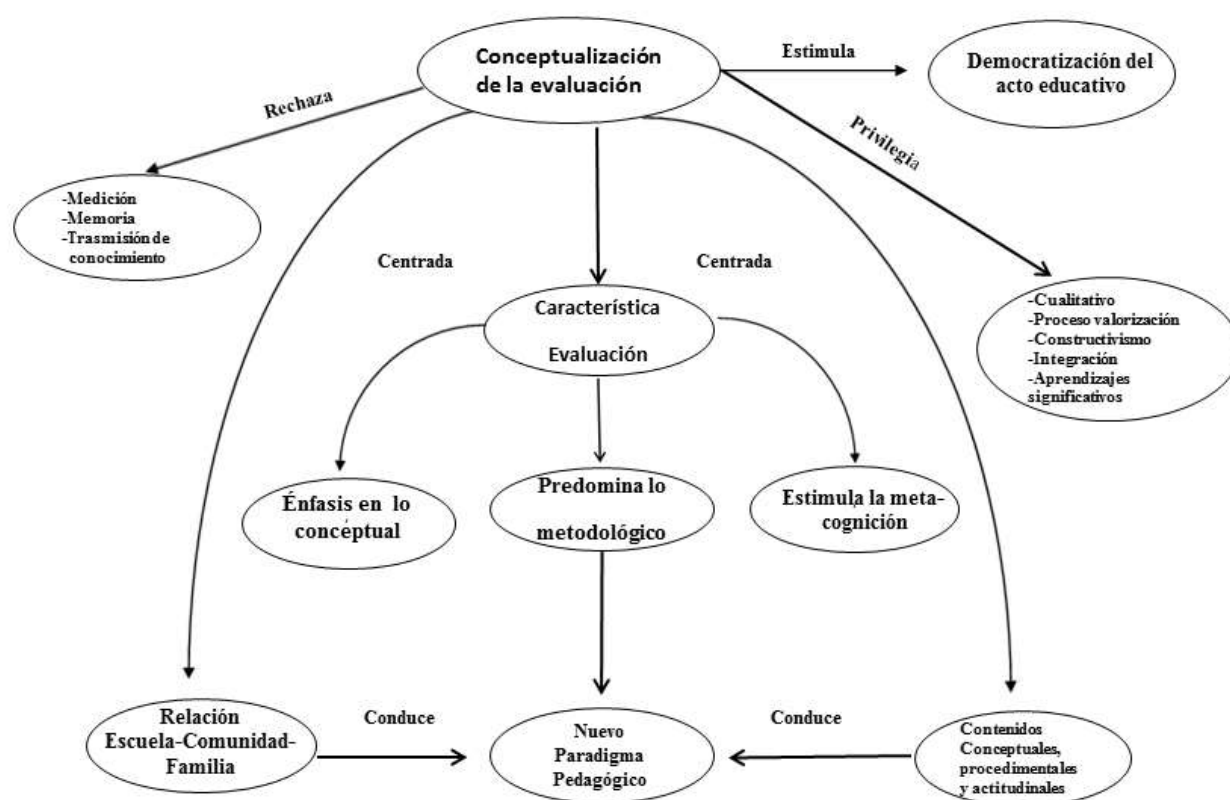 Conceptualización
de la evaluación
Estimula
Democratización del
acto educativo
Rechaza
Privilegia
-Medición
-Memoria
-Trasmisión de
conocimiento
Centrada
Centrada
-Cualitativo
-Proceso valorización
-Constructivismo
-Integración
-Aprendizajes
significativos
Característica
Evaluación
Énfasis en lo
concéptual
Predomina lo
metodológico
Estimula la meta-
cognición
Relación
Escuela-Comunidad-
Familia
Conduce
Nuevo
Paradigma
Pedagógico
Conduce
Contenidos
Conceptuales,
procedimentales
y actitudinales